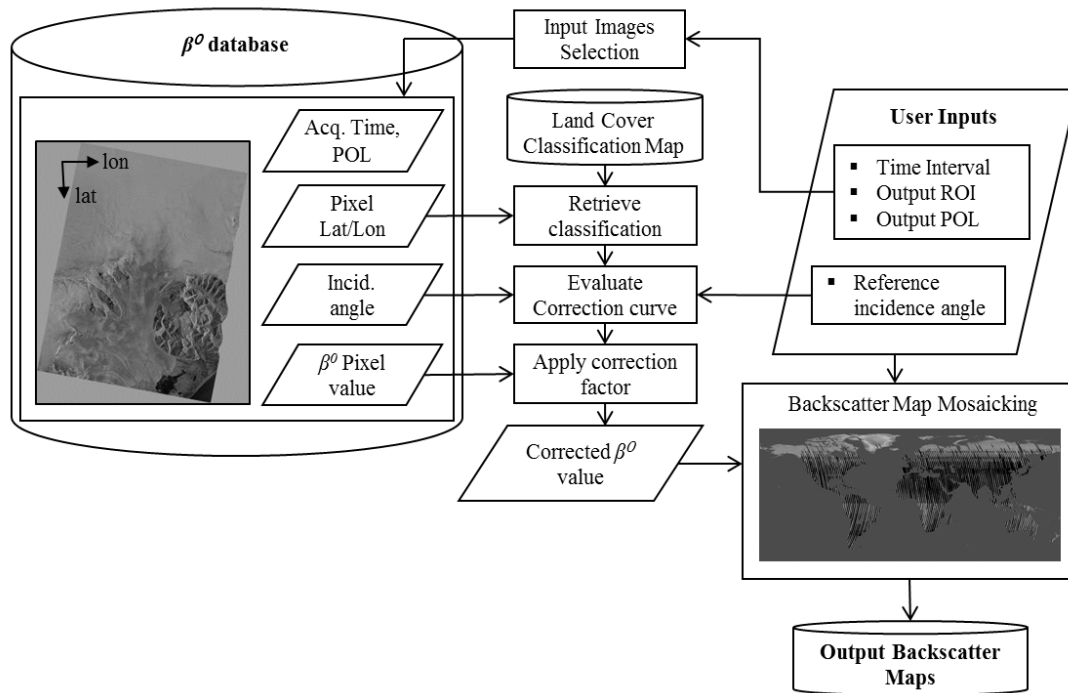 β⁰ database
Input Images
Selection
Acq. Time,
POL
lon
lat
Land Cover
Classification Map
User Inputs
▪ Time Interval
▪ Output ROI
▪ Output POL
Pixel
Lat/Lon
Retrieve
classification
Incid.
angle
Evaluate
Correction curve
▪ Reference
incidence angle
β⁰ Pixel
value
Apply correction
factor
Backscatter Map Mosaicking
Corrected β⁰
value
Output Backscatter
Maps